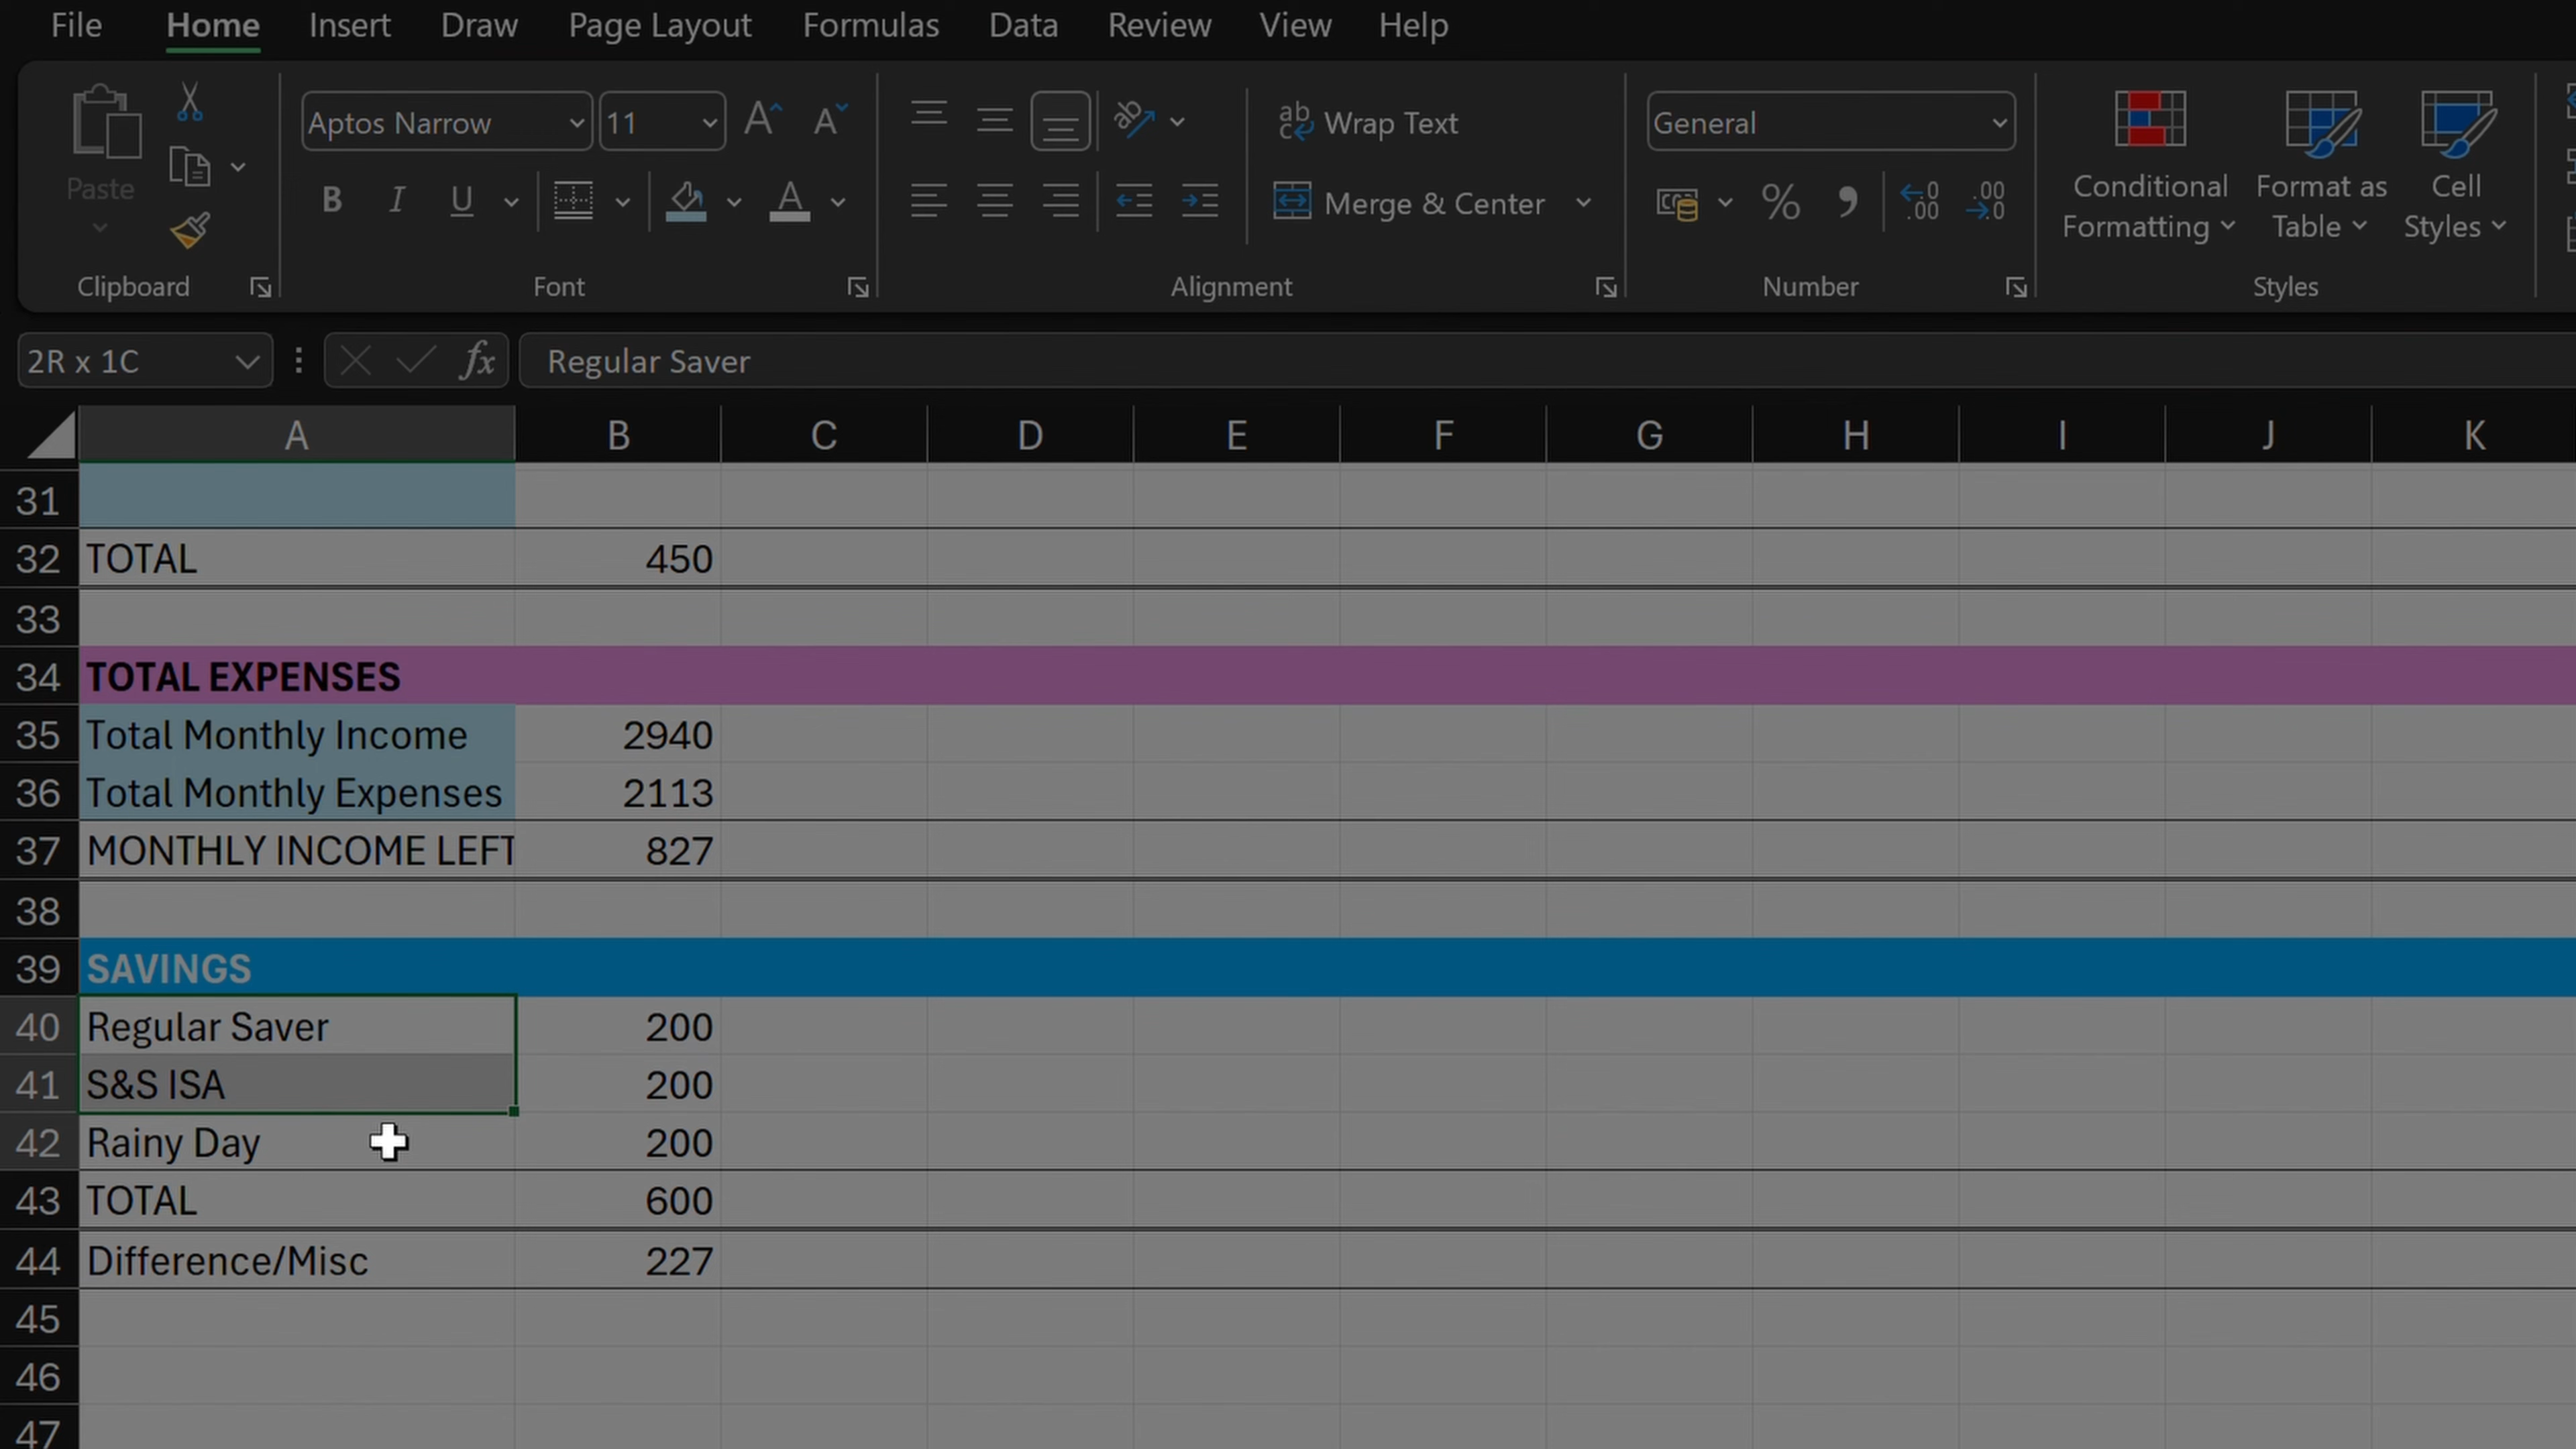 File Home Insert Draw Page Layout Formulas Data Review View Help
Aptos Narrow 11 Wrap Text General
Paste B I U Merge & Center % Conditional Formatting Format as Table Cell Styles
Clipboard Font Alignment Number Styles
2R x 1C fx Regular Saver
A B C D E F G H I J K
31
32 TOTAL 450
33
34 TOTAL EXPENSES
35 Total Monthly Income 2940
36 Total Monthly Expenses 2113
37 MONTHLY INCOME LEFT 827
38
39 SAVINGS
40 Regular Saver 200
41 S&S ISA 200
42 Rainy Day 200
43 TOTAL 600
44 Difference/Misc 227
45
46
47